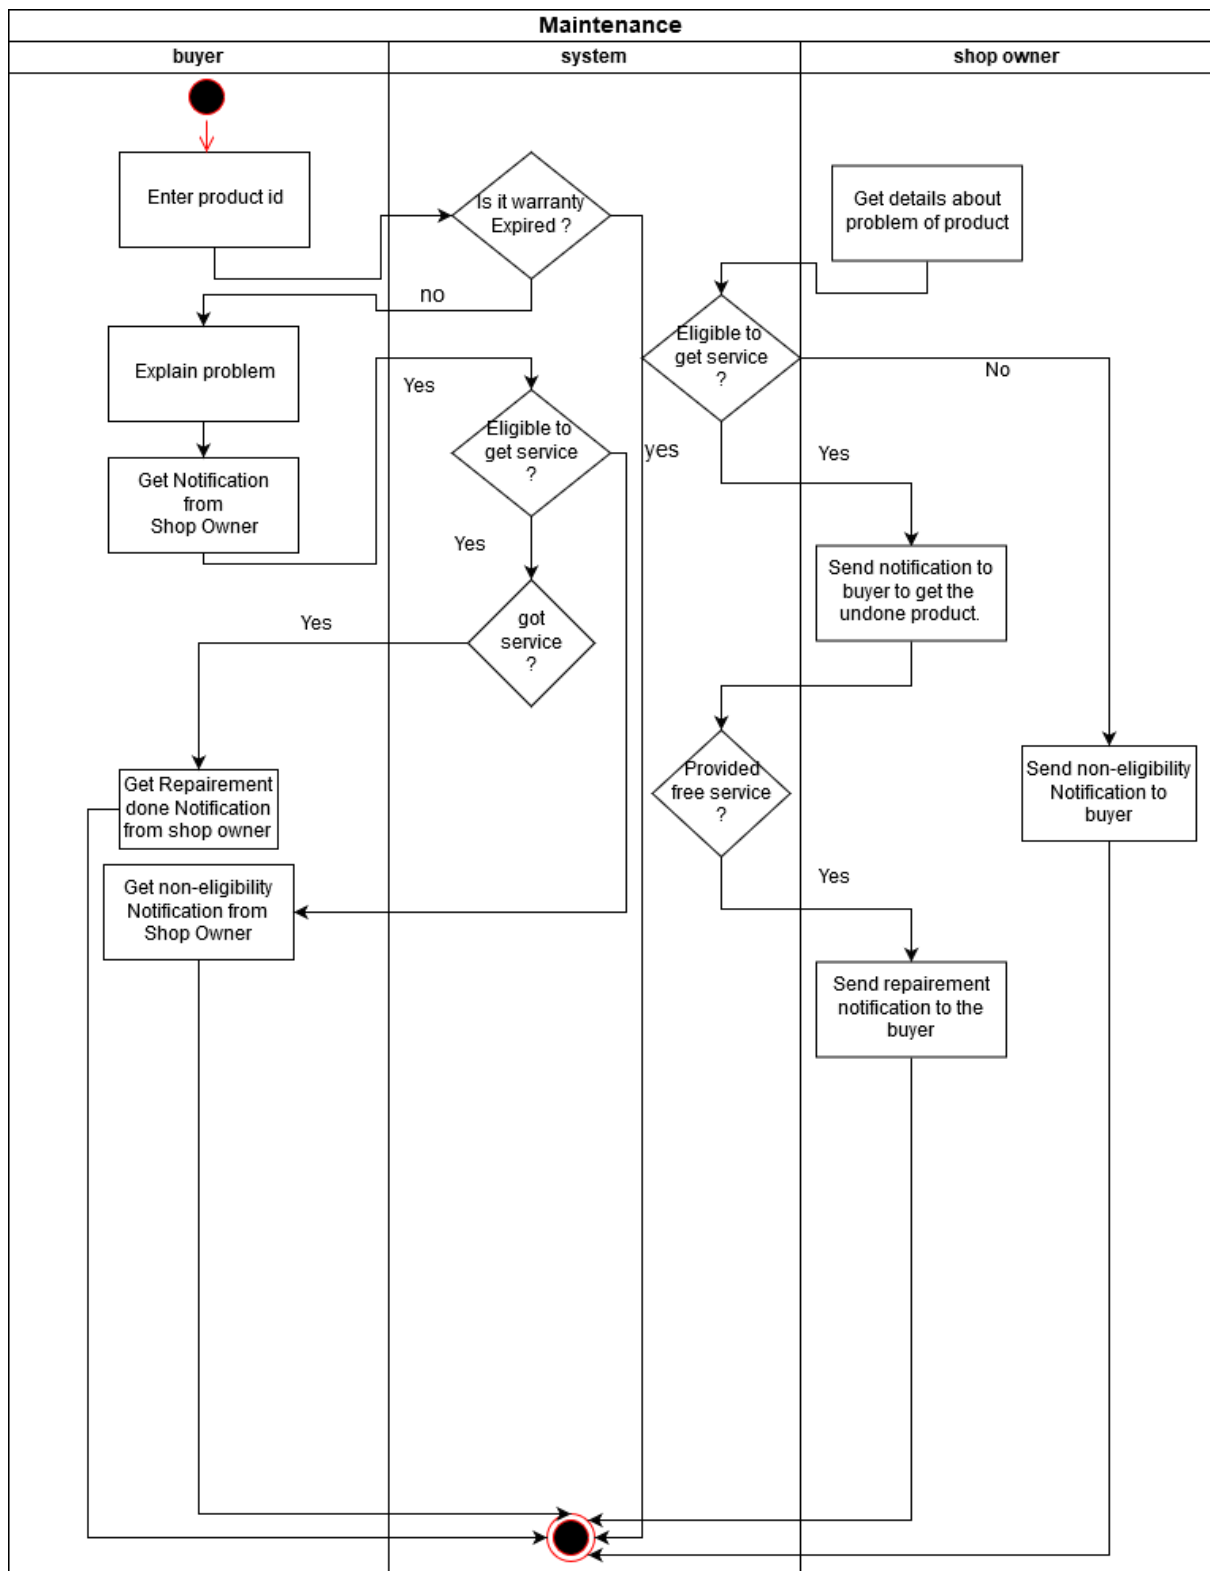 Maintenance
buyer
system
shop owner
Enter product id
Is it warranty
Expired ?
Get details about
problem of product
no
Explain problem
Yes
Eligible to
get service
?
No
Eligible to
get service
?
yes
Yes
Get Notification
from
Shop Owner
Yes
Send notification to
buyer to get the
undone product.
got
service
?
Yes
Get Repairement
done Notification
from shop owner
Provided
free service
?
Send non-eligibility
Notification to
buyer
Get non-eligibility
Notification from
Shop Owner
Yes
Send repairement
notification to the
buyer